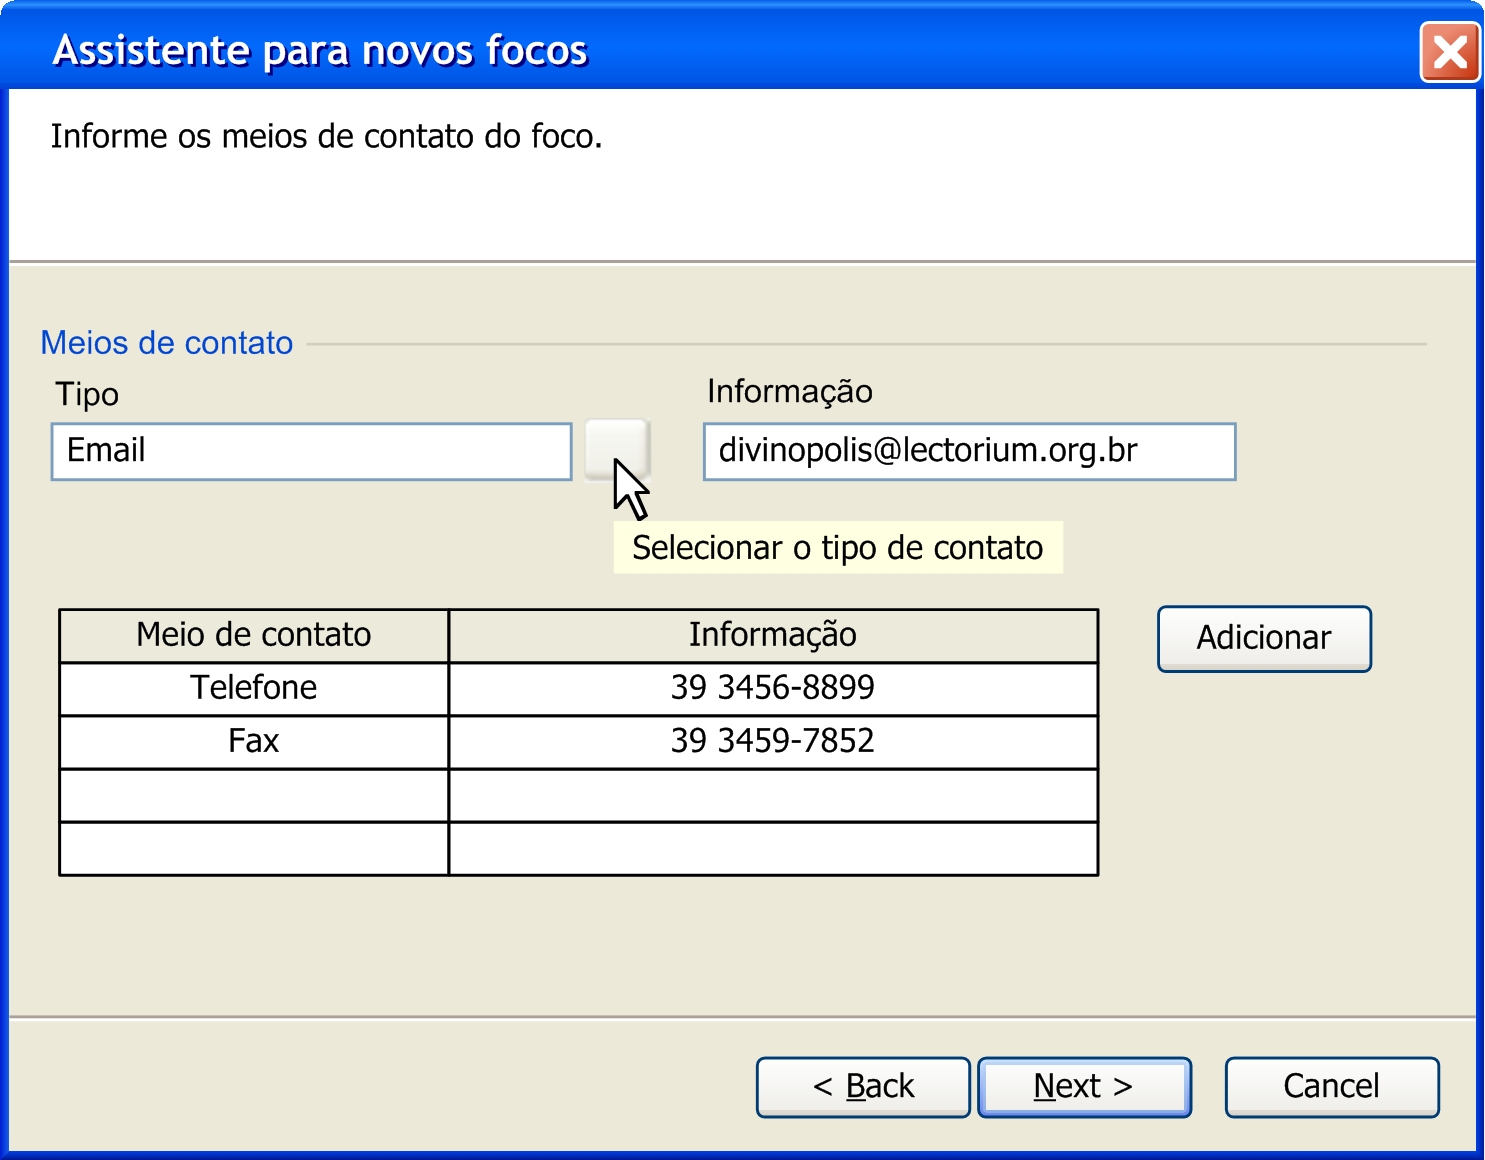 Assistente para novos focos
Informe os meios de contato do foco.
Meios de contato
Tipo
Informação
Email
divinopolis@lectorium.org.br
Selecionar o tipo de contato
Meio de contato Informação
Telefone 39 3456-8899
Fax 39 3459-7852
Adicionar
< Back
Next >
Cancel